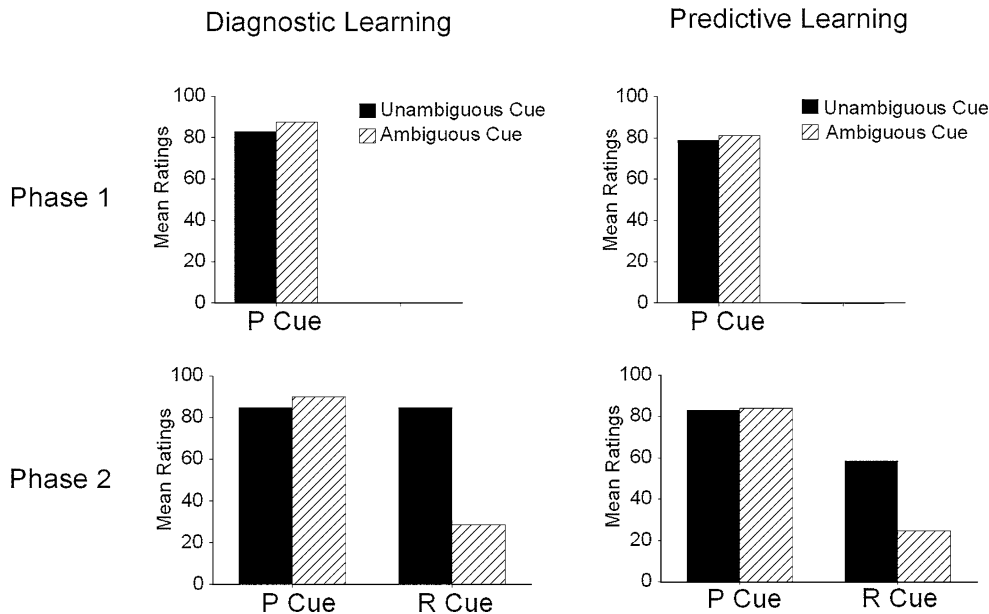 Diagnostic Learning
Predictive Learning
Phase 1
Mean Ratings
100
80
60
40
20
0
Unambiguous Cue
Ambiguous Cue
P Cue
Mean Ratings
100
80
60
40
20
0
Unambiguous Cue
Ambiguous Cue
P Cue
Phase 2
Mean Ratings
100
80
60
40
20
0
P Cue R Cue
Mean Ratings
100
80
60
40
20
0
P Cue R Cue